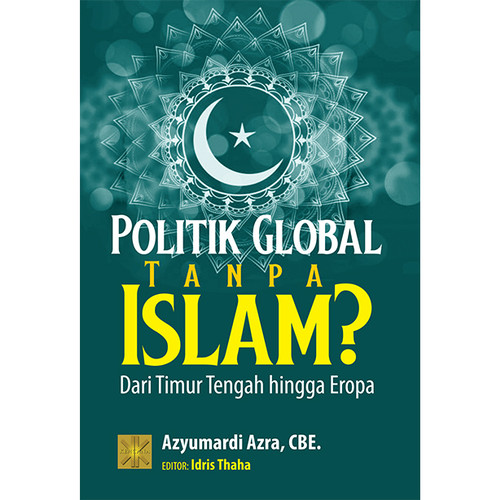 POLITIK GLOBAL
TANPA
ISLAM?
Dari Timur Tengah hingga Eropa
Azyumardi Azra, CBE.
EDITOR: Idris Thaha